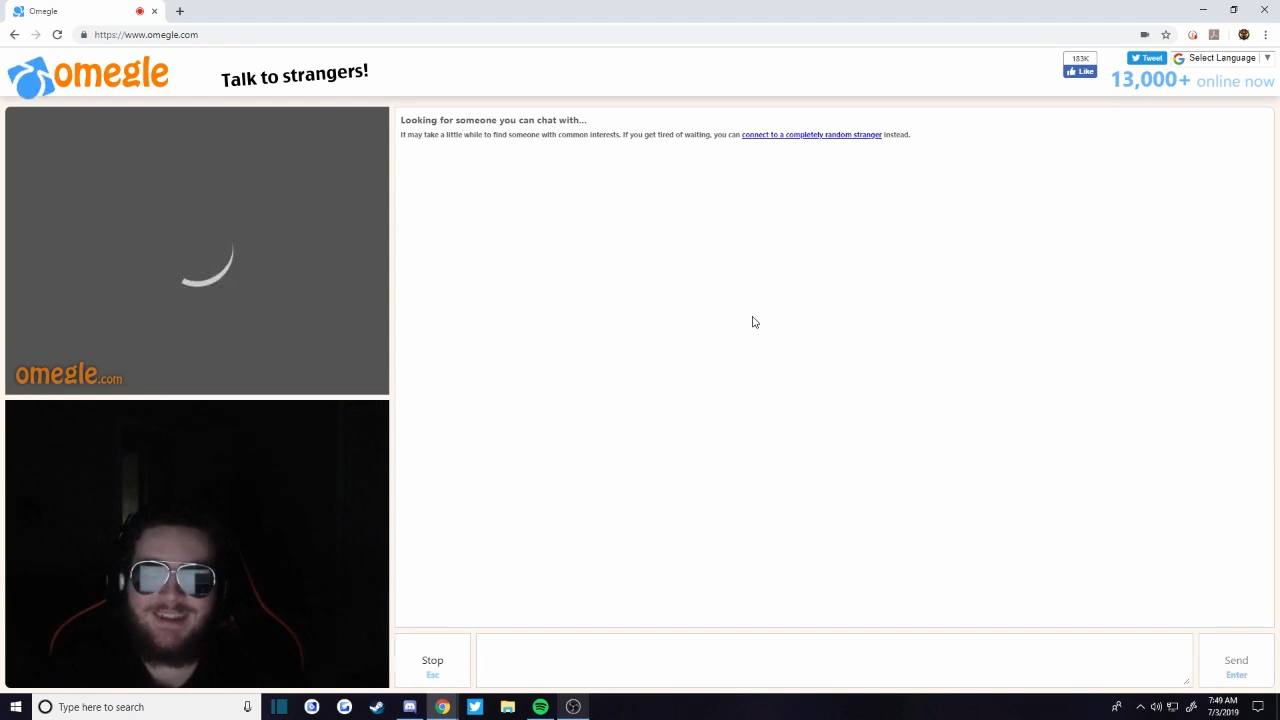 Omegle
https://www.omegle.com
omegle
Talk to strangers!
183K
Like
Tweet
Select Language
13,000+ online now
Looking for someone you can chat with...
It may take a little while to find someone with common interests. If you get tired of waiting, you can connect to a completely random stranger instead.
omegle.com
Stop
Esc
Send
Enter
Type here to search
7:49 AM
7/3/2019